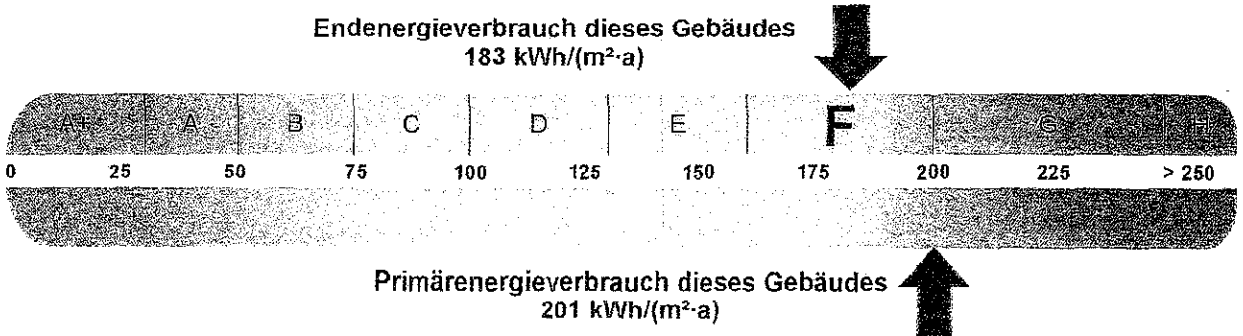 Endenergieverbrauch dieses Gebäudes
183 kWh/(m²·a)
A+ A B C D E F G H
0 25 50 75 100 125 150 175 200 225 > 250
Primärenergieverbrauch dieses Gebäudes
201 kWh/(m²·a)